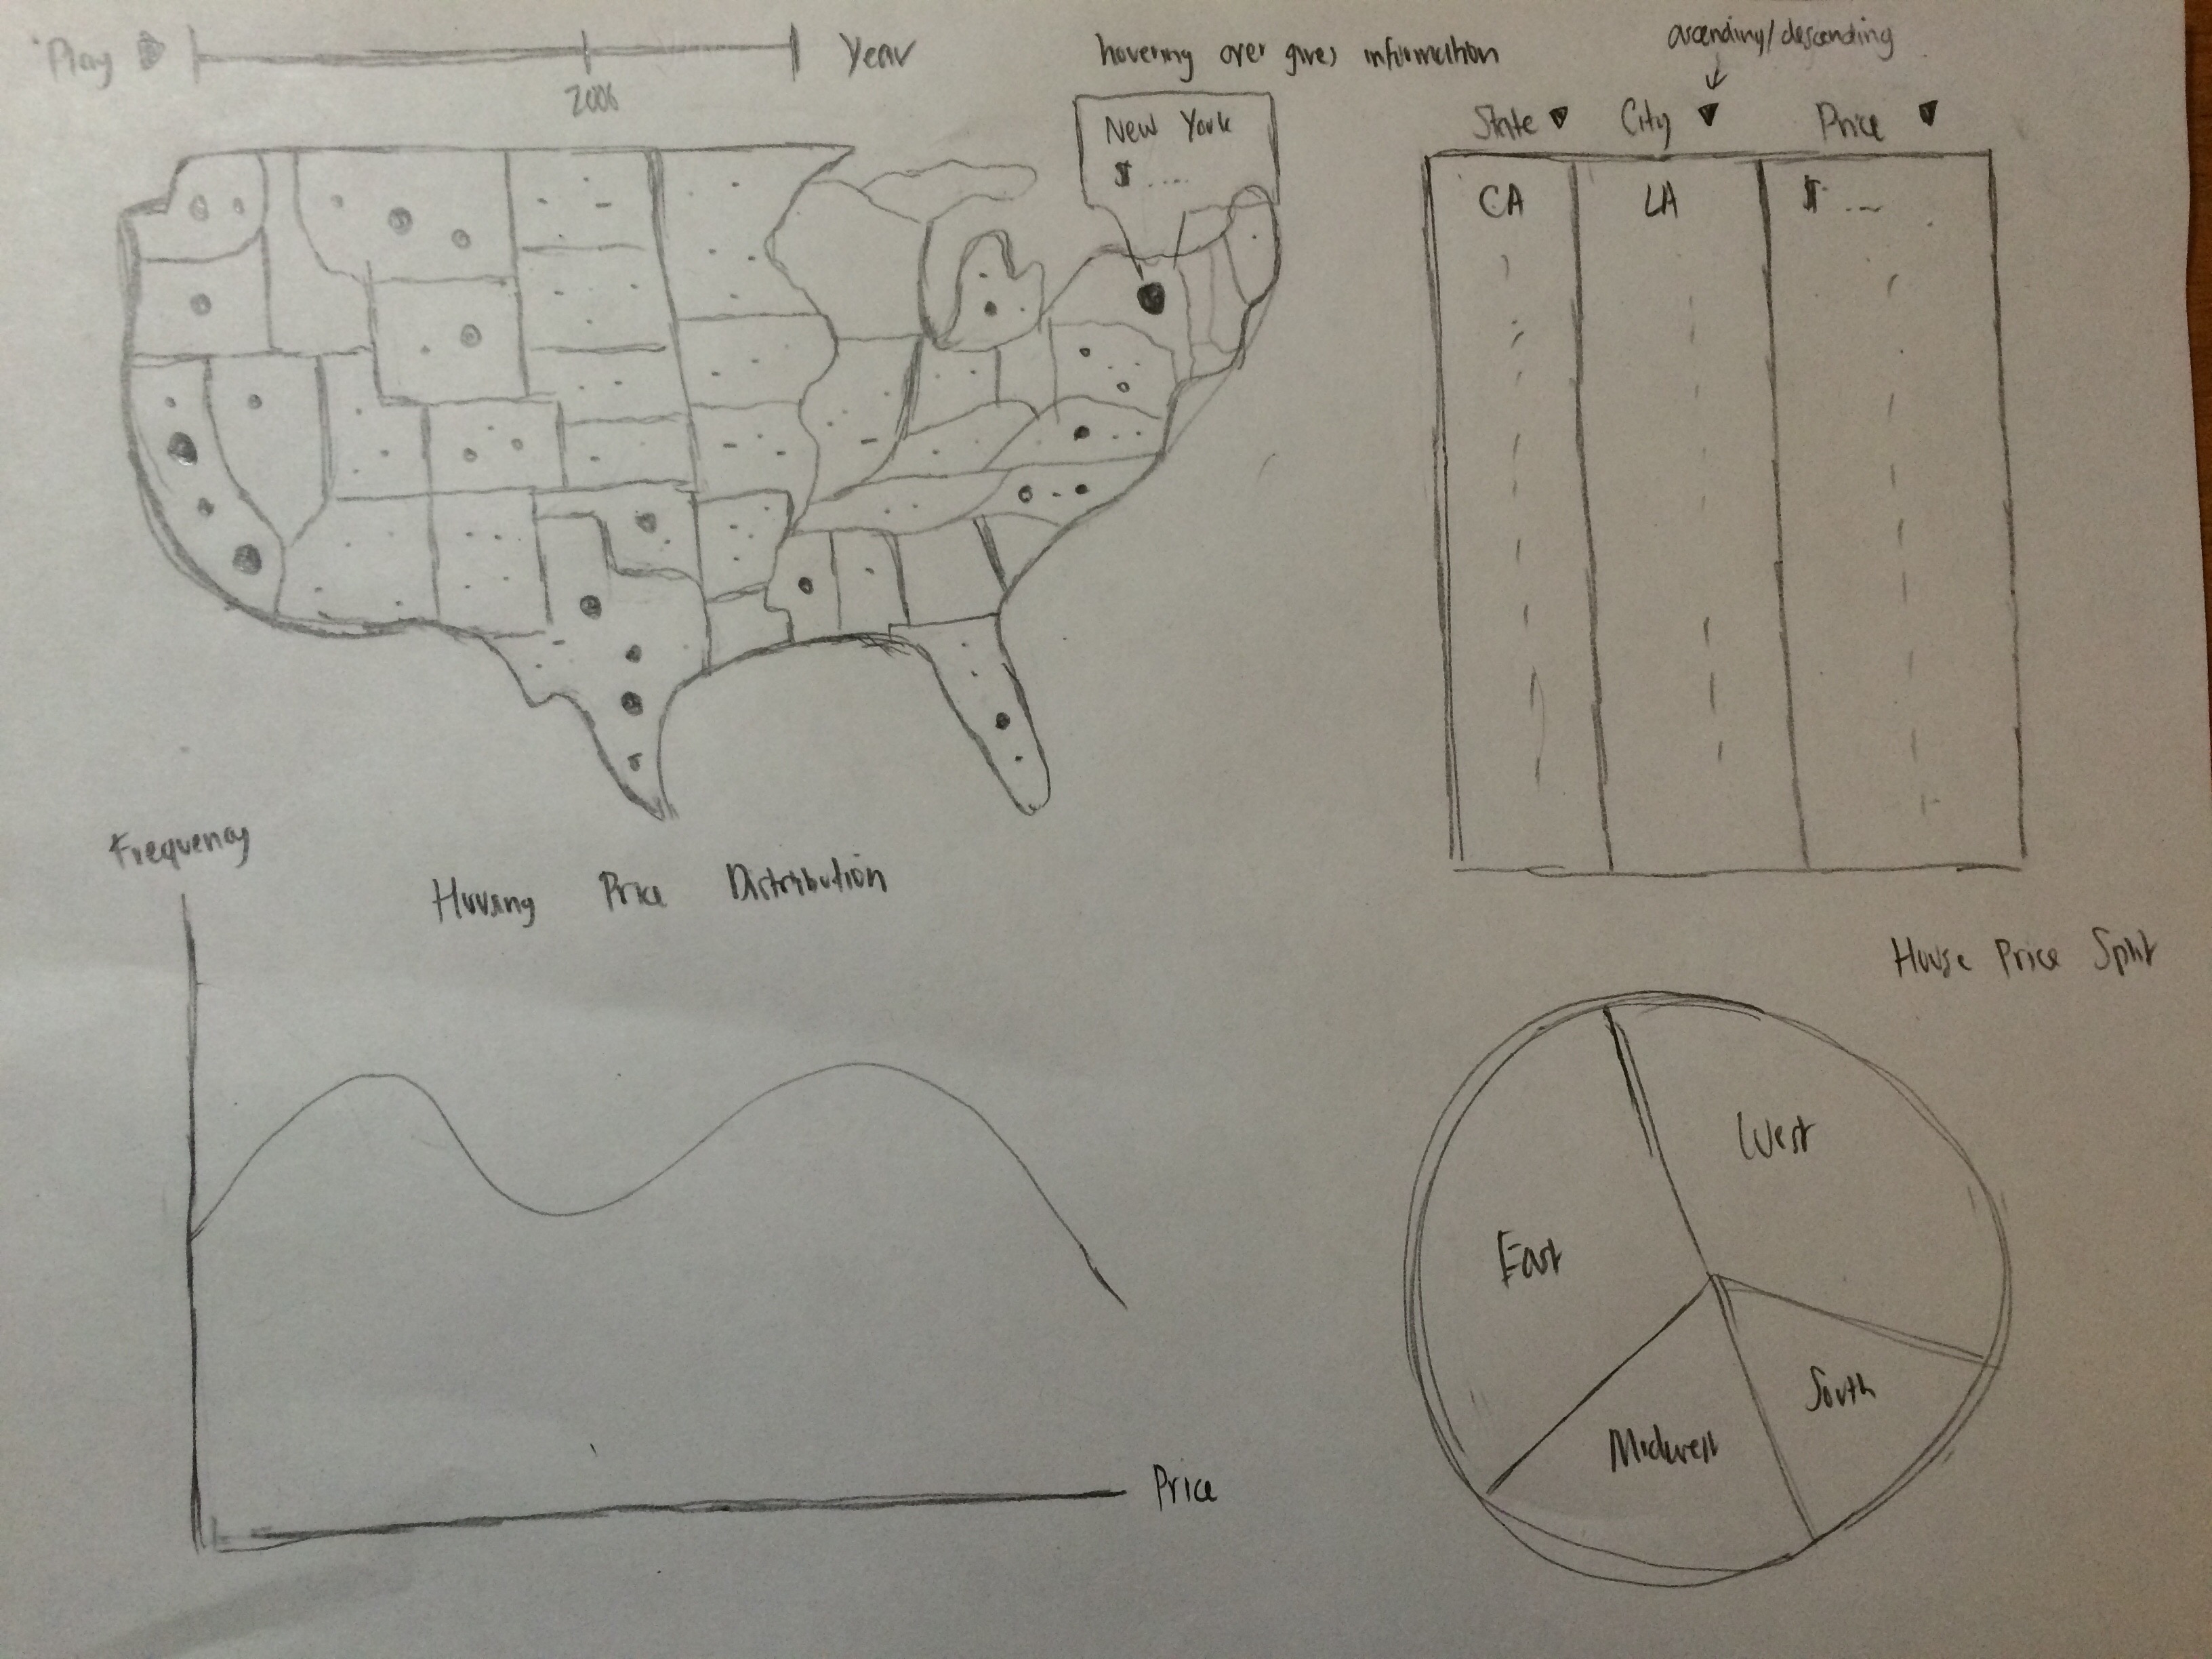 Play
Year
2006
hovering over gives information
New York
$ ....
ascending/descending
State City Price
CA LA $ ...
Frequency
Housing Price Distribution
Price
House Price Split
West
East
South
Midwest